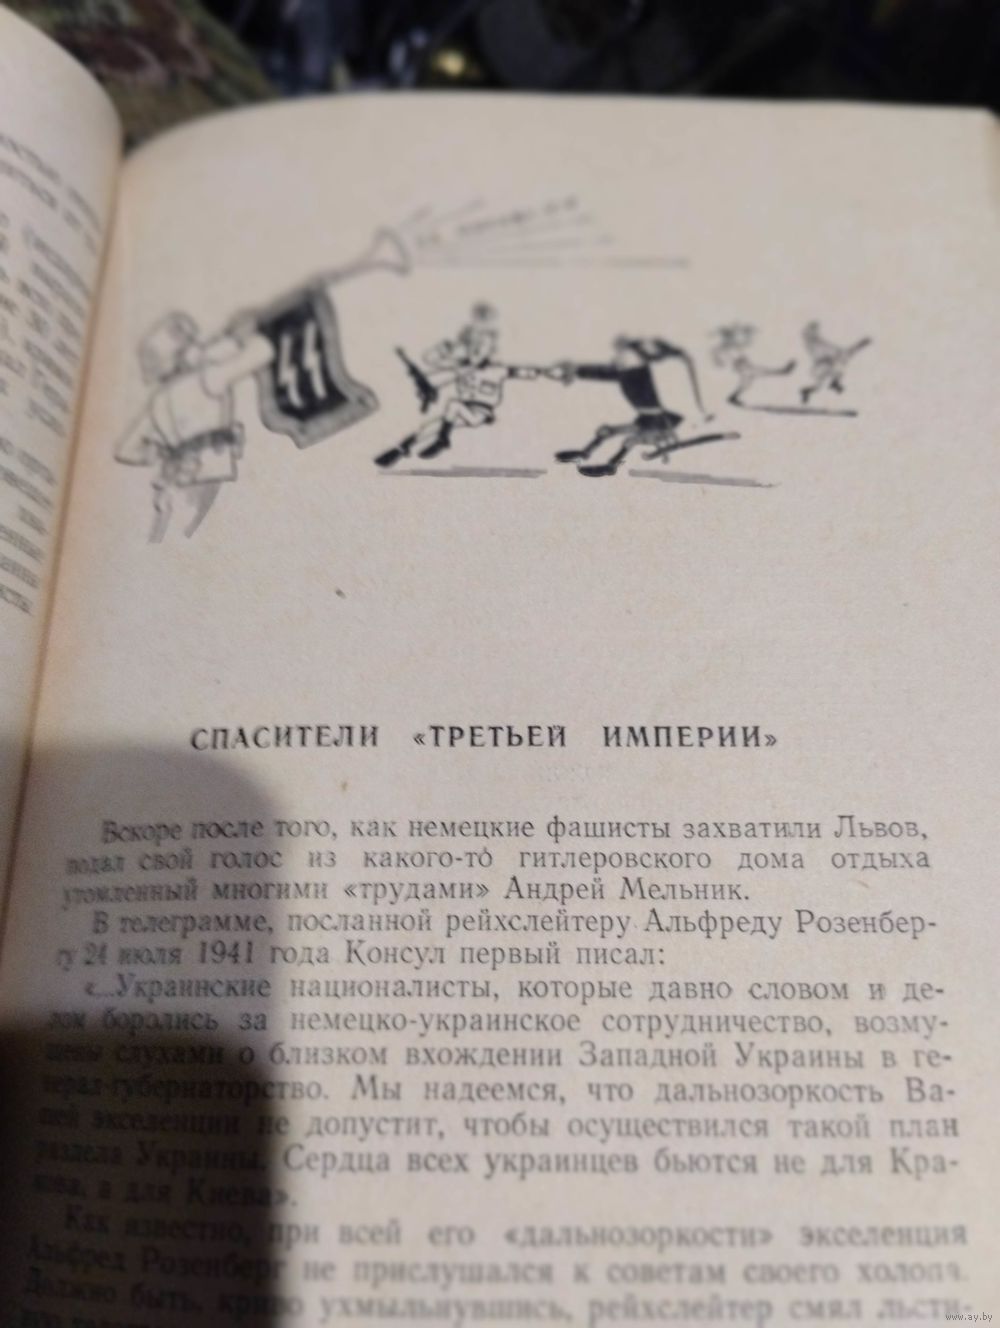 СПАСИТЕЛИ «ТРЕТЬЕЙ ИМПЕРИИ»
Вскоре после того, как немецкие фашисты захватили Львов,
подал свой голос из какого-то гитлеровского дома отдыха
утомленный многими «трудами» Андрей Мельник.
В телеграмме, посланной рейхслейтеру Альфреду Розенбер-
гу 24 июля 1941 года Консул первый писал:
«...Украинские националисты, которые давно словом и де-
лом боролись за немецко-украинское сотрудничество, возму-
щены слухами о близком вхождении Западной Украины в ге-
нерал-губернаторство. Мы надеемся, что дальнозоркость Ва-
шей экселенции не допустит, чтобы осуществился такой план
раздела Украины. Сердца всех украинцев бьются не для Кра-
кова, а для Киева».
Как известно, при всей его «дальнозоркости» экселенция
Альфред Розенберг не прислушался к советам своего холопа.
Должно быть, криво ухмыльнувшись, рейхслейтер смял льсти-
www.ay.by